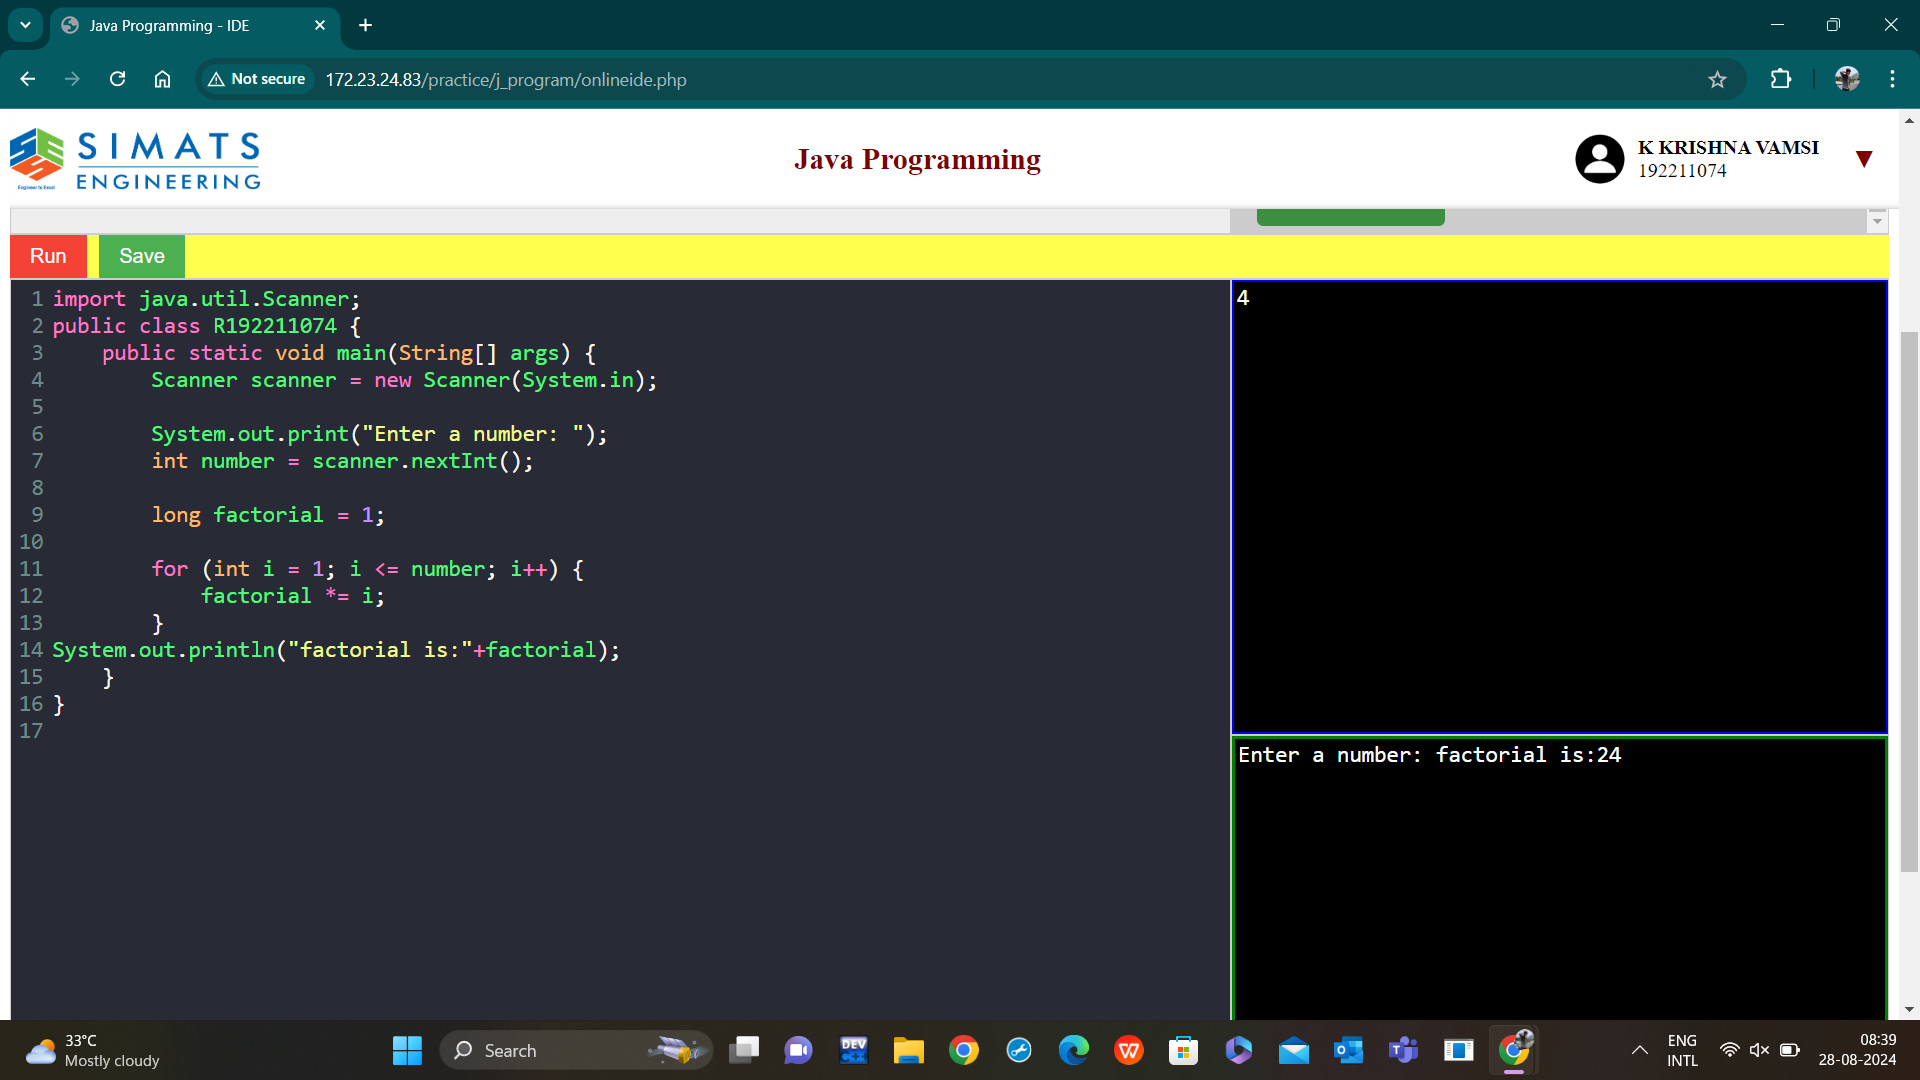 Java Programming - IDE
Not secure
172.23.24.83/practice/j_program/onlineide.php
SIMATS
ENGINEERING
Engineer to Excel
Java Programming
K KRISHNA VAMSI
192211074
Run
Save
1 import java.util.Scanner;
2 public class R192211074 {
3     public static void main(String[] args) {
4         Scanner scanner = new Scanner(System.in);
5
6         System.out.print("Enter a number: ");
7         int number = scanner.nextInt();
8
9         long factorial = 1;
10
11         for (int i = 1; i <= number; i++) {
12             factorial *= i;
13         }
14 System.out.println("factorial is:"+factorial);
15     }
16 }
17
4
Enter a number: factorial is:24
33°C
Mostly cloudy
Search
DEV
C++
ENG
INTL
08:39
28-08-2024